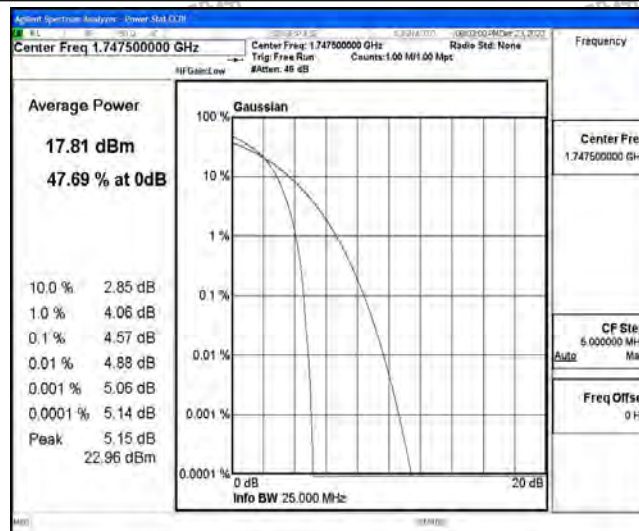 Agilent Spectrum Analyzer - Power Stat CCDF
Center Freq 1.747500000 GHz
Center Freq: 1.747500000 GHz
Radio Std: None
Trig: Free Run
Counts:1.00 M/1.00 Mpt
#IFGain:Low
#Atten: 46 dB
Frequency
Average Power
17.81 dBm
47.69 % at 0dB
10.0 % 2.85 dB
1.0 % 4.06 dB
0.1 % 4.57 dB
0.01 % 4.88 dB
0.001 % 5.06 dB
0.0001 % 5.14 dB
Peak 5.15 dB
22.96 dBm
Gaussian
100 %
10 %
1 %
0.1 %
0.01 %
0.001 %
0.0001 %
0 dB
20 dB
Info BW 25.000 MHz
Center Fre
1.747500000 GH
CF Ste
5.000000 MH
Auto Ma
Freq Offse
0 H